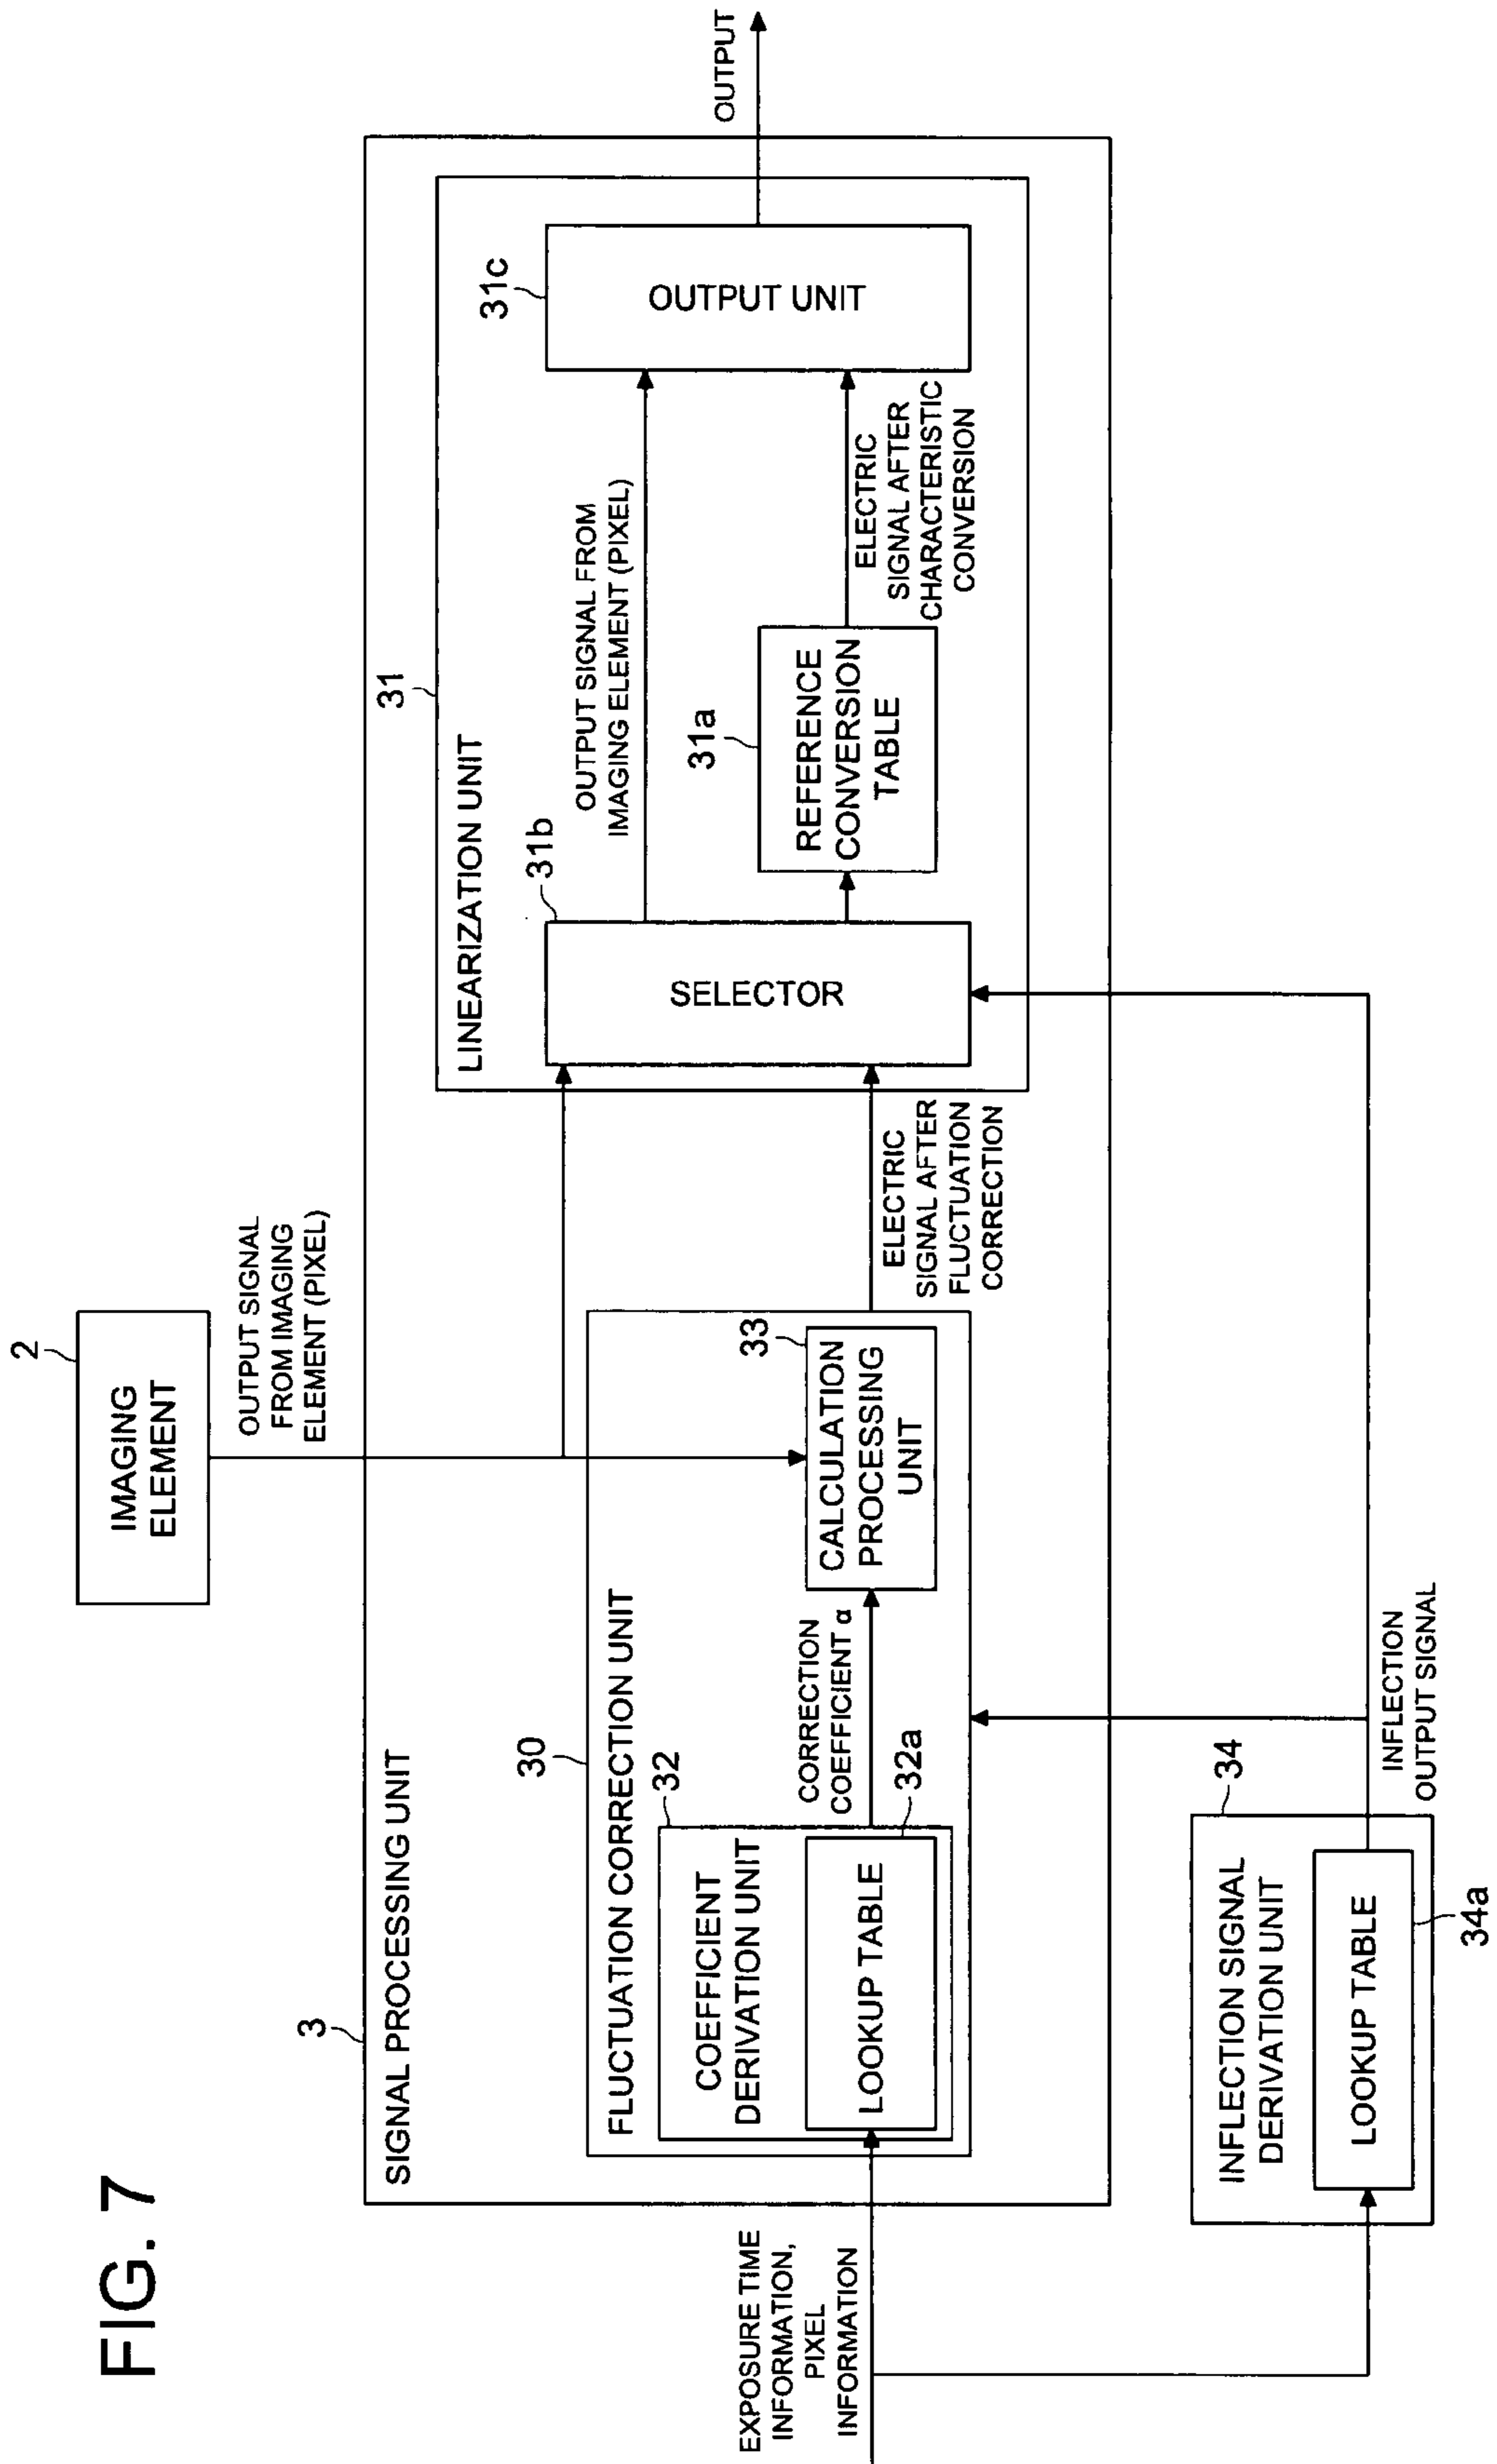 FIG. 7
2
IMAGING
ELEMENT
OUTPUT SIGNAL
FROM IMAGING
ELEMENT (PIXEL)
3
SIGNAL PROCESSING UNIT
30
FLUCTUATION CORRECTION UNIT
32
COEFFICIENT
DERIVATION UNIT
LOOKUP TABLE
32a
CORRECTION
COEFFICIENT α
33
CALCULATION
PROCESSING
UNIT
EXPOSURE TIME
INFORMATION,
PIXEL
INFORMATION
ELECTRIC
SIGNAL AFTER
FLUCTUATION
CORRECTION
31
LINEARIZATION UNIT
31b
SELECTOR
OUTPUT SIGNAL FROM
IMAGING ELEMENT (PIXEL)
31a
REFERENCE
CONVERSION
TABLE
ELECTRIC
SIGNAL AFTER
CHARACTERISTIC
CONVERSION
31c
OUTPUT UNIT
OUTPUT
34
INFLECTION SIGNAL
DERIVATION UNIT
LOOKUP TABLE
34a
INFLECTION
OUTPUT SIGNAL